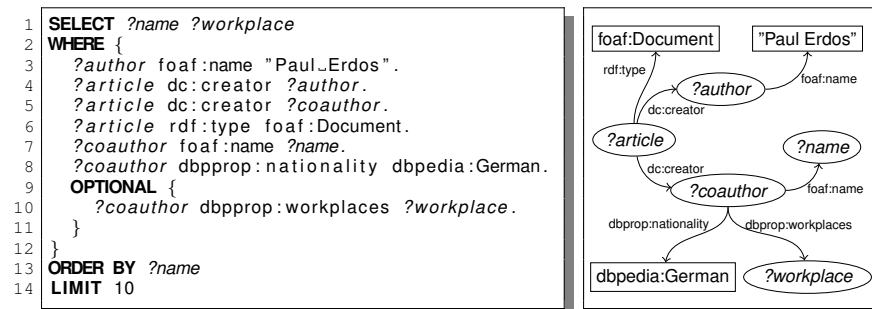 1 SELECT ?name ?workplace
2 WHERE {
3 ?author foaf:name "Paul␣Erdos".
4 ?article dc:creator ?author.
5 ?article dc:creator ?coauthor.
6 ?article rdf:type foaf:Document.
7 ?coauthor foaf:name ?name.
8 ?coauthor dbpprop:nationality dbpedia:German.
9 OPTIONAL {
10 ?coauthor dbpprop:workplaces ?workplace.
11 }
12 }
13 ORDER BY ?name
14 LIMIT 10
foaf:Document
"Paul Erdos"
rdf:type
foaf:name
?author
dc:creator
?article
?name
dc:creator
?coauthor
foaf:name
dbprop:nationality
dbprop:workplaces
dbpedia:German
?workplace